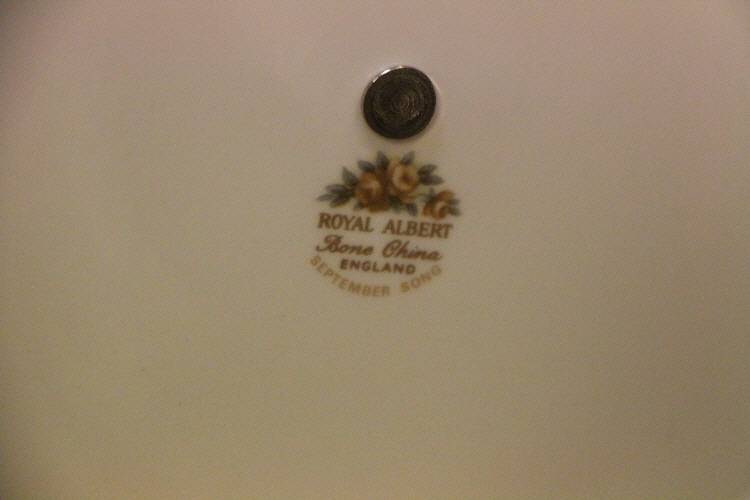 ROYAL ALBERT
Bone China
ENGLAND
SEPTEMBER SONG